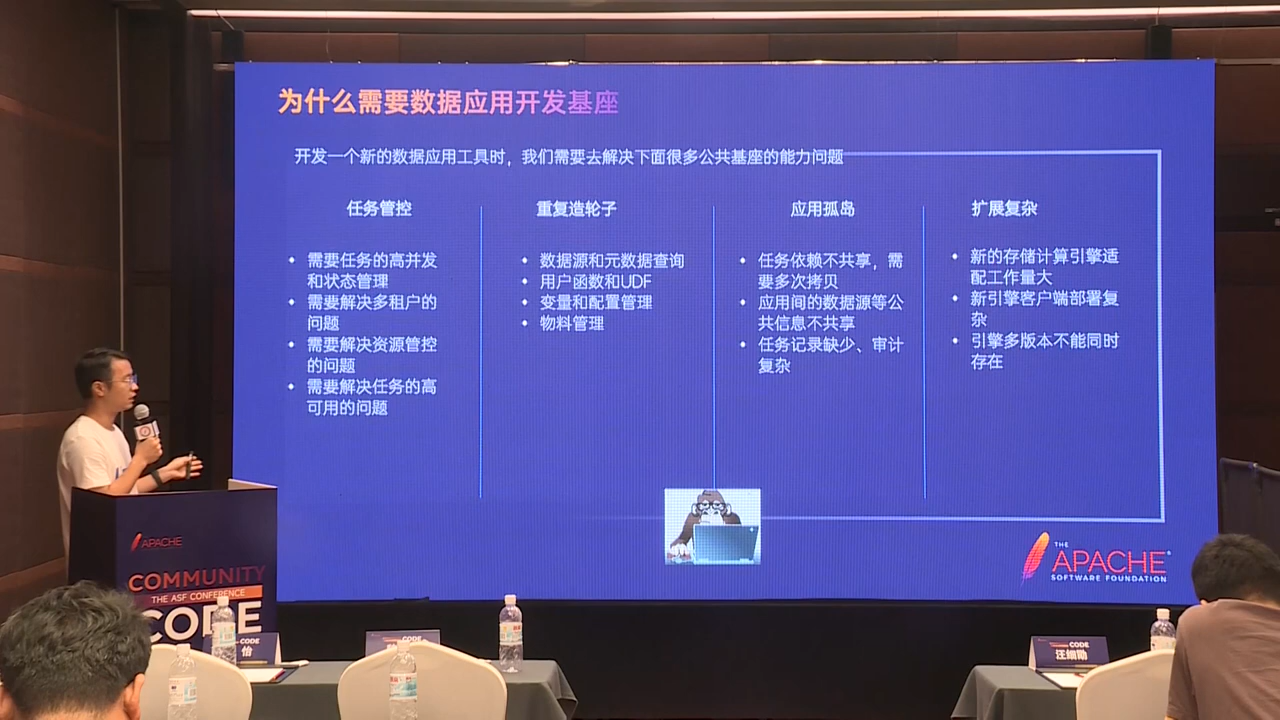 为什么需要数据应用开发基座
开发一个新的数据应用工具时，我们需要去解决下面很多公共基座的能力问题
任务管控
• 需要任务的高并发
和状态管理
• 需要解决多租户的
问题
• 需要解决资源管控
的问题
• 需要解决任务的高
可用的问题
重复造轮子
• 数据源和元数据查询
• 用户函数和UDF
• 变量和配置管理
• 物料管理
应用孤岛
• 任务依赖不共享，需
要多次拷贝
• 应用间的数据源等公
共信息不共享
• 任务记录缺少、审计
复杂
扩展复杂
• 新的存储计算引擎适
配工作量大
• 新引擎客户端部署复
杂
• 引擎多版本不能同时
存在
THE
APACHE®
SOFTWARE FOUNDATION
APACHE
COMMUNITY
THE ASF CONFERENCE
CODE
CODE
怡
CODE
CODE